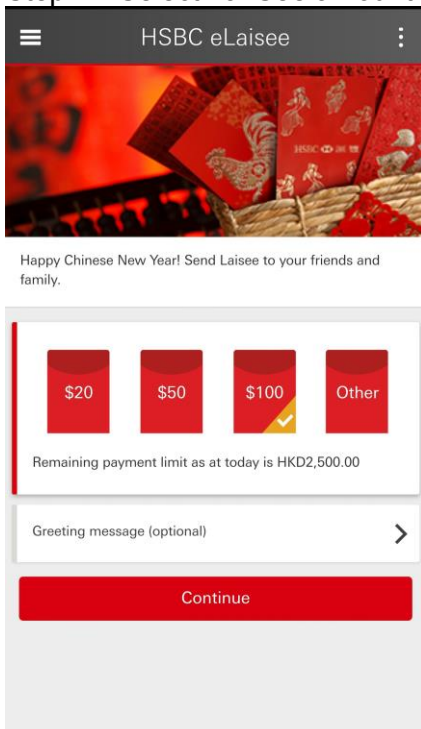 HSBC eLaisee
HSBC
Happy Chinese New Year! Send Laisee to your friends and
family.
$20
$50
$100
Other
Remaining payment limit as at today is HKD2,500.00
Greeting message (optional)
Continue